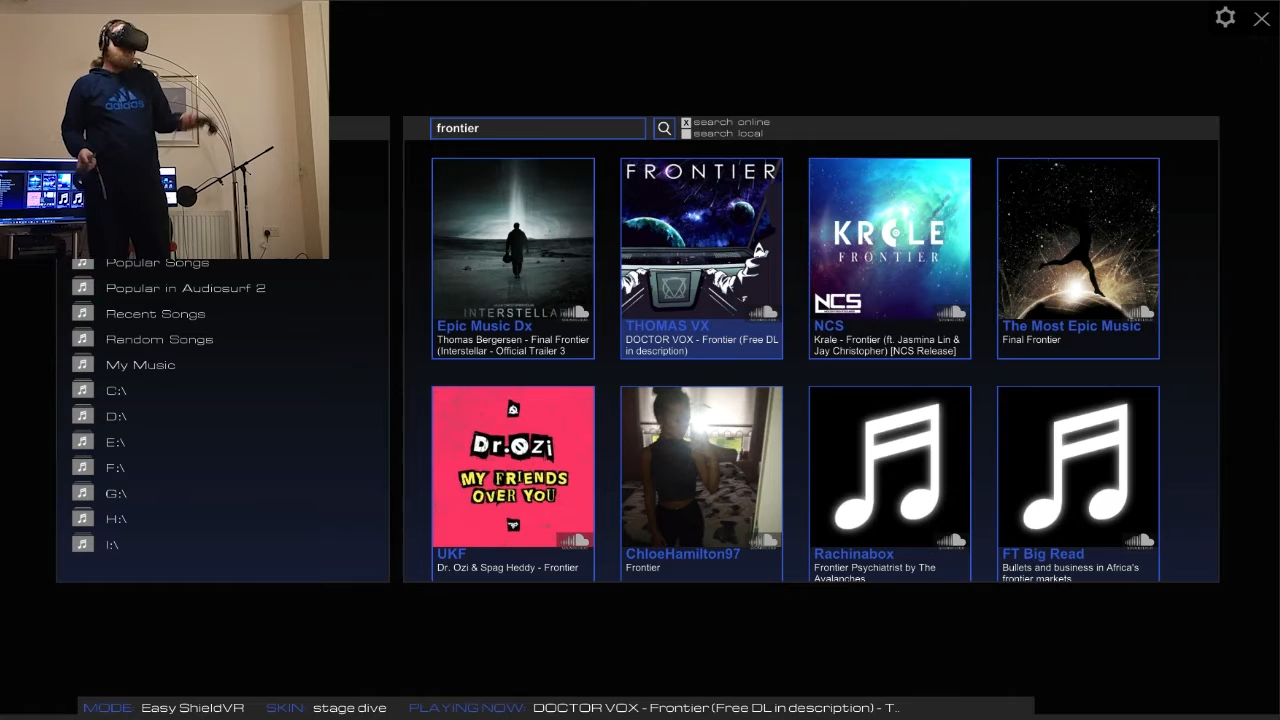 adidas
frontier
search online
search local
Popular Songs
Popular in Audiosurf 2
Recent Songs
Random Songs
My Music
C:\
D:\
E:\
F:\
G:\
H:\
I:\
INTERSTELLA
Epic Music Dx
Thomas Bergersen - Final Frontier
(Interstellar - Official Trailer 3
FRONTIER
THOMAS VX
DOCTOR VOX - Frontier (Free DL
in description)
KRALE
FRONTIER
NCS
NCS
Krale - Frontier (ft. Jasmina Lin &
Jay Christopher) [NCS Release]
The Most Epic Music
Final Frontier
Dr.Ozi
MY FRIENDS
OVER YOU
UKF
Dr. Ozi & Spag Heddy - Frontier
ChloeHamilton97
Frontier
Rachinabox
Frontier Psychiatrist by The
Avalanches
FT Big Read
Bullets and business in Africa's
frontier markets
MODE: Easy ShieldVR SKIN: stage dive PLAYING NOW: DOCTOR VOX - Frontier (Free DL in description) - T..